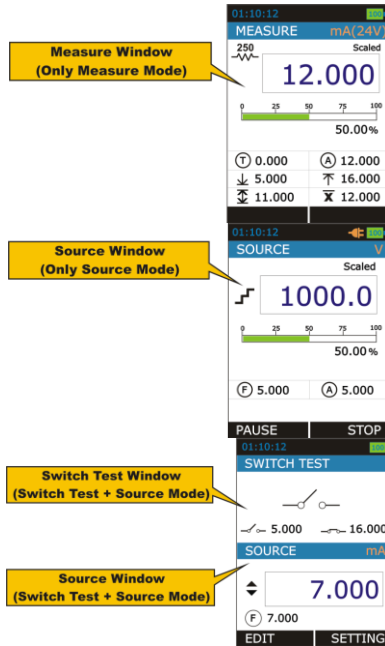 01:10:12 100
MEASURE mA(24V)
Measure Window
(Only Measure Mode)
250 Scaled
12.000
0 25 50 75 100
50.00%
T 0.000 A 12.000
5.000 16.000
11.000 X 12.000
01:10:12 100
SOURCE V
Source Window
(Only Source Mode)
Scaled
1000.0
0 25 50 75 100
50.00%
F 5.000 A 5.000
PAUSE STOP
01:10:12 100
SWITCH TEST
Switch Test Window
(Switch Test + Source Mode)
5.000 16.000
SOURCE mA
Source Window
(Switch Test + Source Mode)
7.000
F 7.000
EDIT SETTING